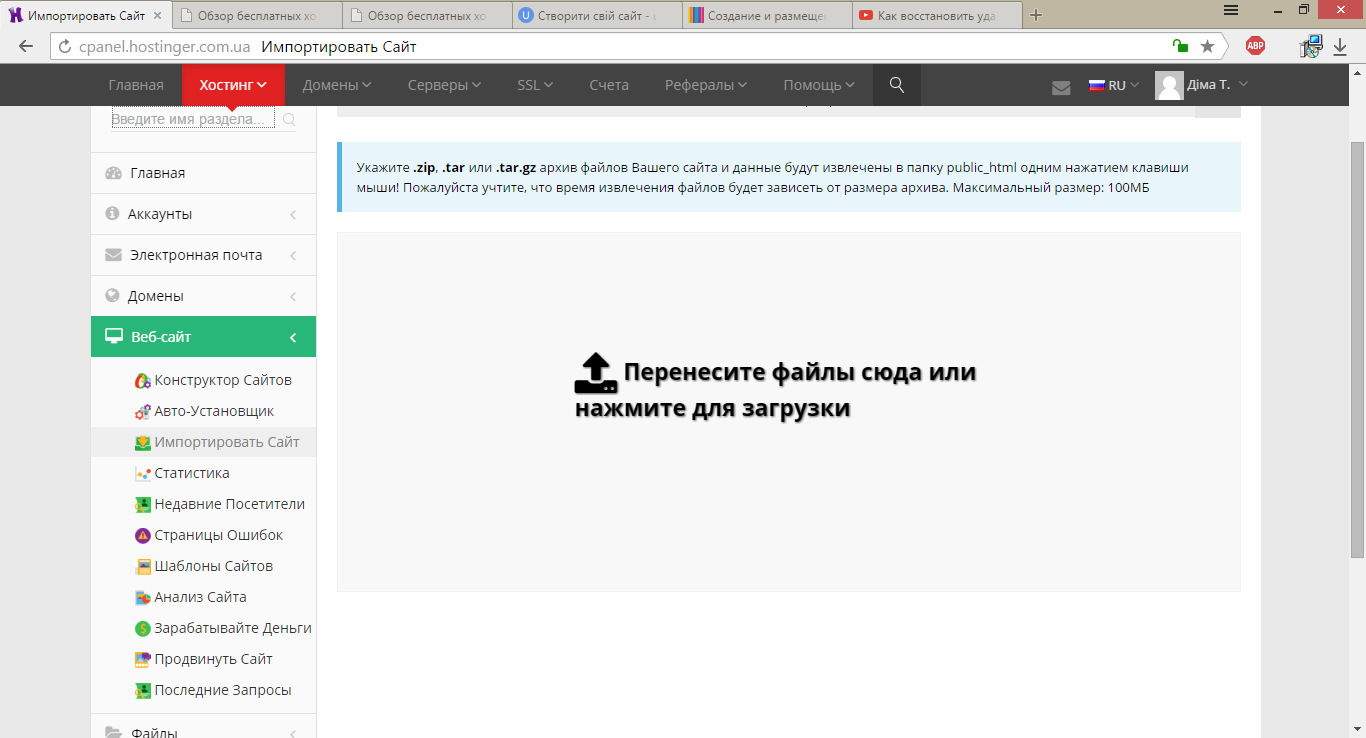 Импортировать Сайт
Обзор бесплатных хо
Обзор бесплатных хо
Створити свій сайт -
Создание и размеще
Как восстановить уда
cpanel.hostinger.com.ua Импортировать Сайт
ABP
Главная Хостинг Домены Серверы SSL Счета Рефералы Помощь RU Діма Т.
Введите имя раздела...
Главная
Аккаунты
Электронная почта
Домены
Веб-сайт
Конструктор Сайтов
Авто-Установщик
Импортировать Сайт
Статистика
Недавние Посетители
Страницы Ошибок
Шаблоны Сайтов
Анализ Сайта
Зарабатывайте Деньги
Продвинуть Сайт
Последние Запросы
Файлы
Укажите .zip, .tar или .tar.gz архив файлов Вашего сайта и данные будут извлечены в папку public_html одним нажатием клавиши
мыши! Пожалуйста учтите, что время извлечения файлов будет зависеть от размера архива. Максимальный размер: 100МБ
Перенесите файлы сюда или
нажмите для загрузки